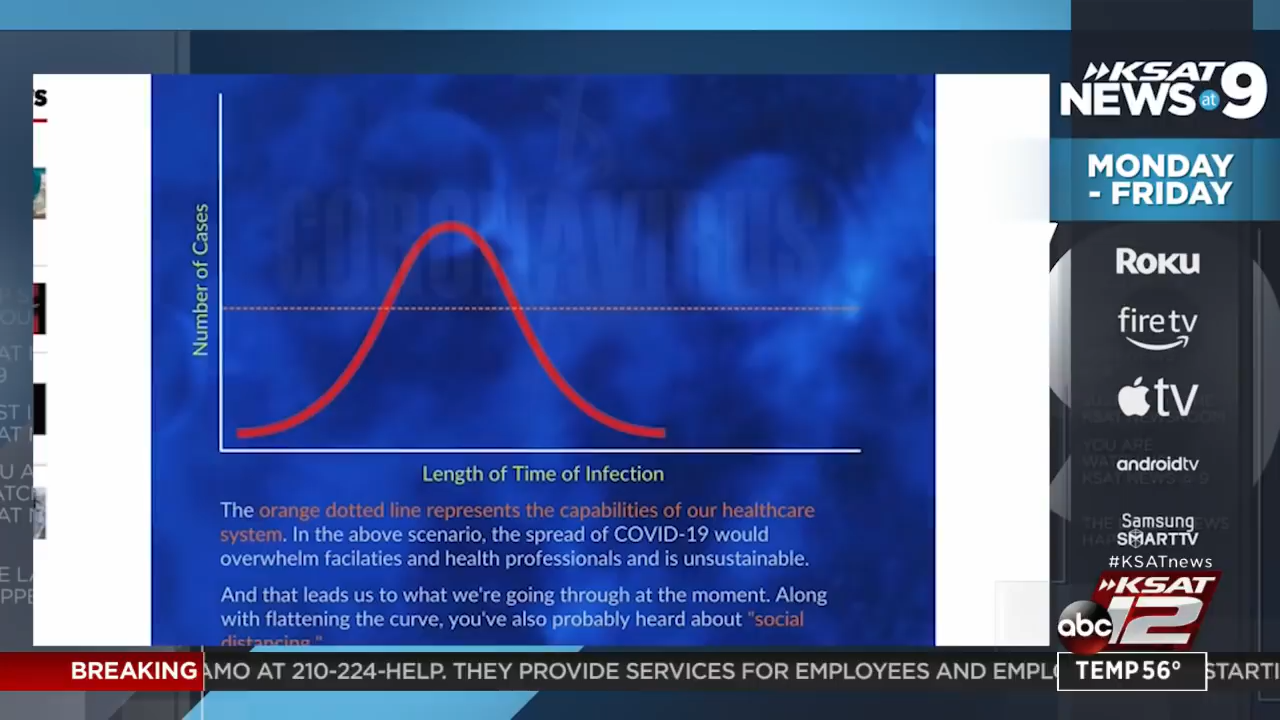 KSAT
NEWS at 9
MONDAY
- FRIDAY
ROKU
fire tv
tv
androidtv
Samsung
SMARTTV
#KSATnews
KSAT
abc 12
CORONAVIRUS
Number of Cases
Length of Time of Infection
The orange dotted line represents the capabilities of our healthcare
system. In the above scenario, the spread of COVID-19 would
overwhelm facilaties and health professionals and is unsustainable.
And that leads us to what we're going through at the moment. Along
with flattening the curve, you've also probably heard about "social
distancing."
BREAKING
AMO AT 210-224-HELP. THEY PROVIDE SERVICES FOR EMPLOYEES AND EMPL
STARTI
TEMP 56°